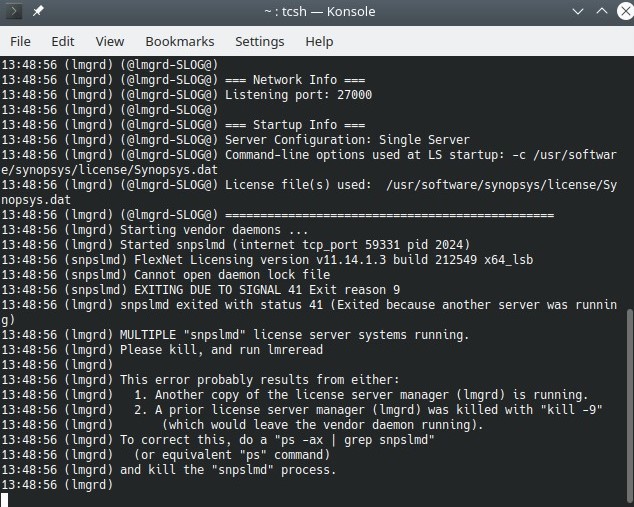 ~ : tcsh — Konsole
File Edit View Bookmarks Settings Help
13:48:56 (lmgrd) (@lmgrd-SLOG@)
13:48:56 (lmgrd) (@lmgrd-SLOG@) === Network Info ===
13:48:56 (lmgrd) (@lmgrd-SLOG@) Listening port: 27000
13:48:56 (lmgrd) (@lmgrd-SLOG@)
13:48:56 (lmgrd) (@lmgrd-SLOG@) === Startup Info ===
13:48:56 (lmgrd) (@lmgrd-SLOG@) Server Configuration: Single Server
13:48:56 (lmgrd) (@lmgrd-SLOG@) Command-line options used at LS startup: -c /usr/softwar
e/synopsys/license/Synopsys.dat
13:48:56 (lmgrd) (@lmgrd-SLOG@) License file(s) used:  /usr/software/synopsys/license/Sy
nopsys.dat
13:48:56 (lmgrd) (@lmgrd-SLOG@) ===============================================
13:48:56 (lmgrd) Starting vendor daemons ...
13:48:56 (lmgrd) Started snpslmd (internet tcp_port 59331 pid 2024)
13:48:56 (snpslmd) FlexNet Licensing version v11.14.1.3 build 212549 x64_lsb
13:48:56 (snpslmd) Cannot open daemon lock file
13:48:56 (snpslmd) EXITING DUE TO SIGNAL 41 Exit reason 9
13:48:56 (lmgrd) snpslmd exited with status 41 (Exited because another server was runnin
g)
13:48:56 (lmgrd) MULTIPLE "snpslmd" license server systems running.
13:48:56 (lmgrd) Please kill, and run lmreread
13:48:56 (lmgrd)
13:48:56 (lmgrd) This error probably results from either:
13:48:56 (lmgrd)   1. Another copy of the license server manager (lmgrd) is running.
13:48:56 (lmgrd)   2. A prior license server manager (lmgrd) was killed with "kill -9"
13:48:56 (lmgrd)       (which would leave the vendor daemon running).
13:48:56 (lmgrd) To correct this, do a "ps -ax | grep snpslmd"
13:48:56 (lmgrd)   (or equivalent "ps" command)
13:48:56 (lmgrd) and kill the "snpslmd" process.
13:48:56 (lmgrd)